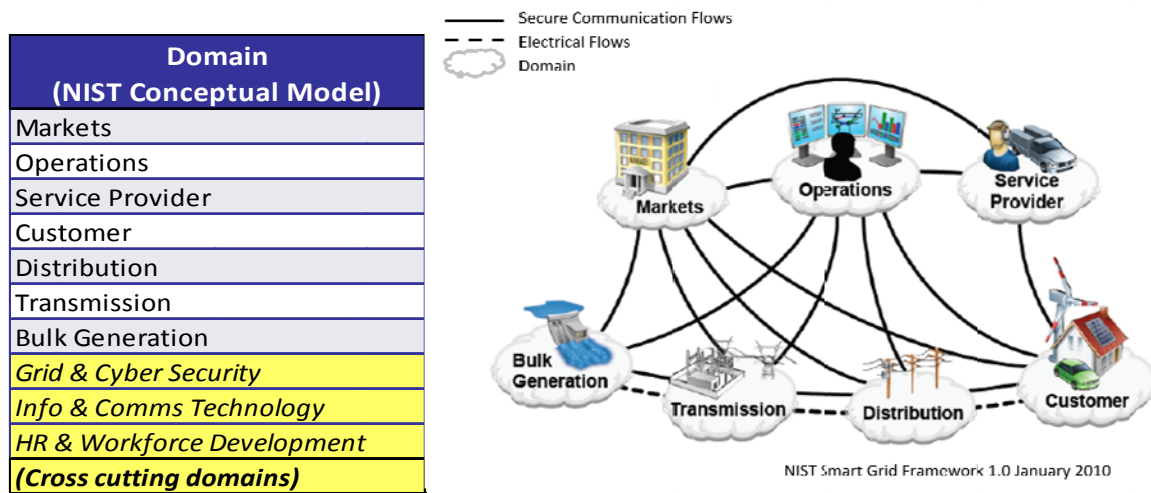 Domain
(NIST Conceptual Model)
Markets
Operations
Service Provider
Customer
Distribution
Transmission
Bulk Generation
Grid & Cyber Security
Info & Comms Technology
HR & Workforce Development
(Cross cutting domains)
Secure Communication Flows
Electrical Flows
Domain
Markets
Operations
Service
Provider
Bulk
Generation
Transmission
Distribution
Customer
NIST Smart Grid Framework 1.0 January 2010